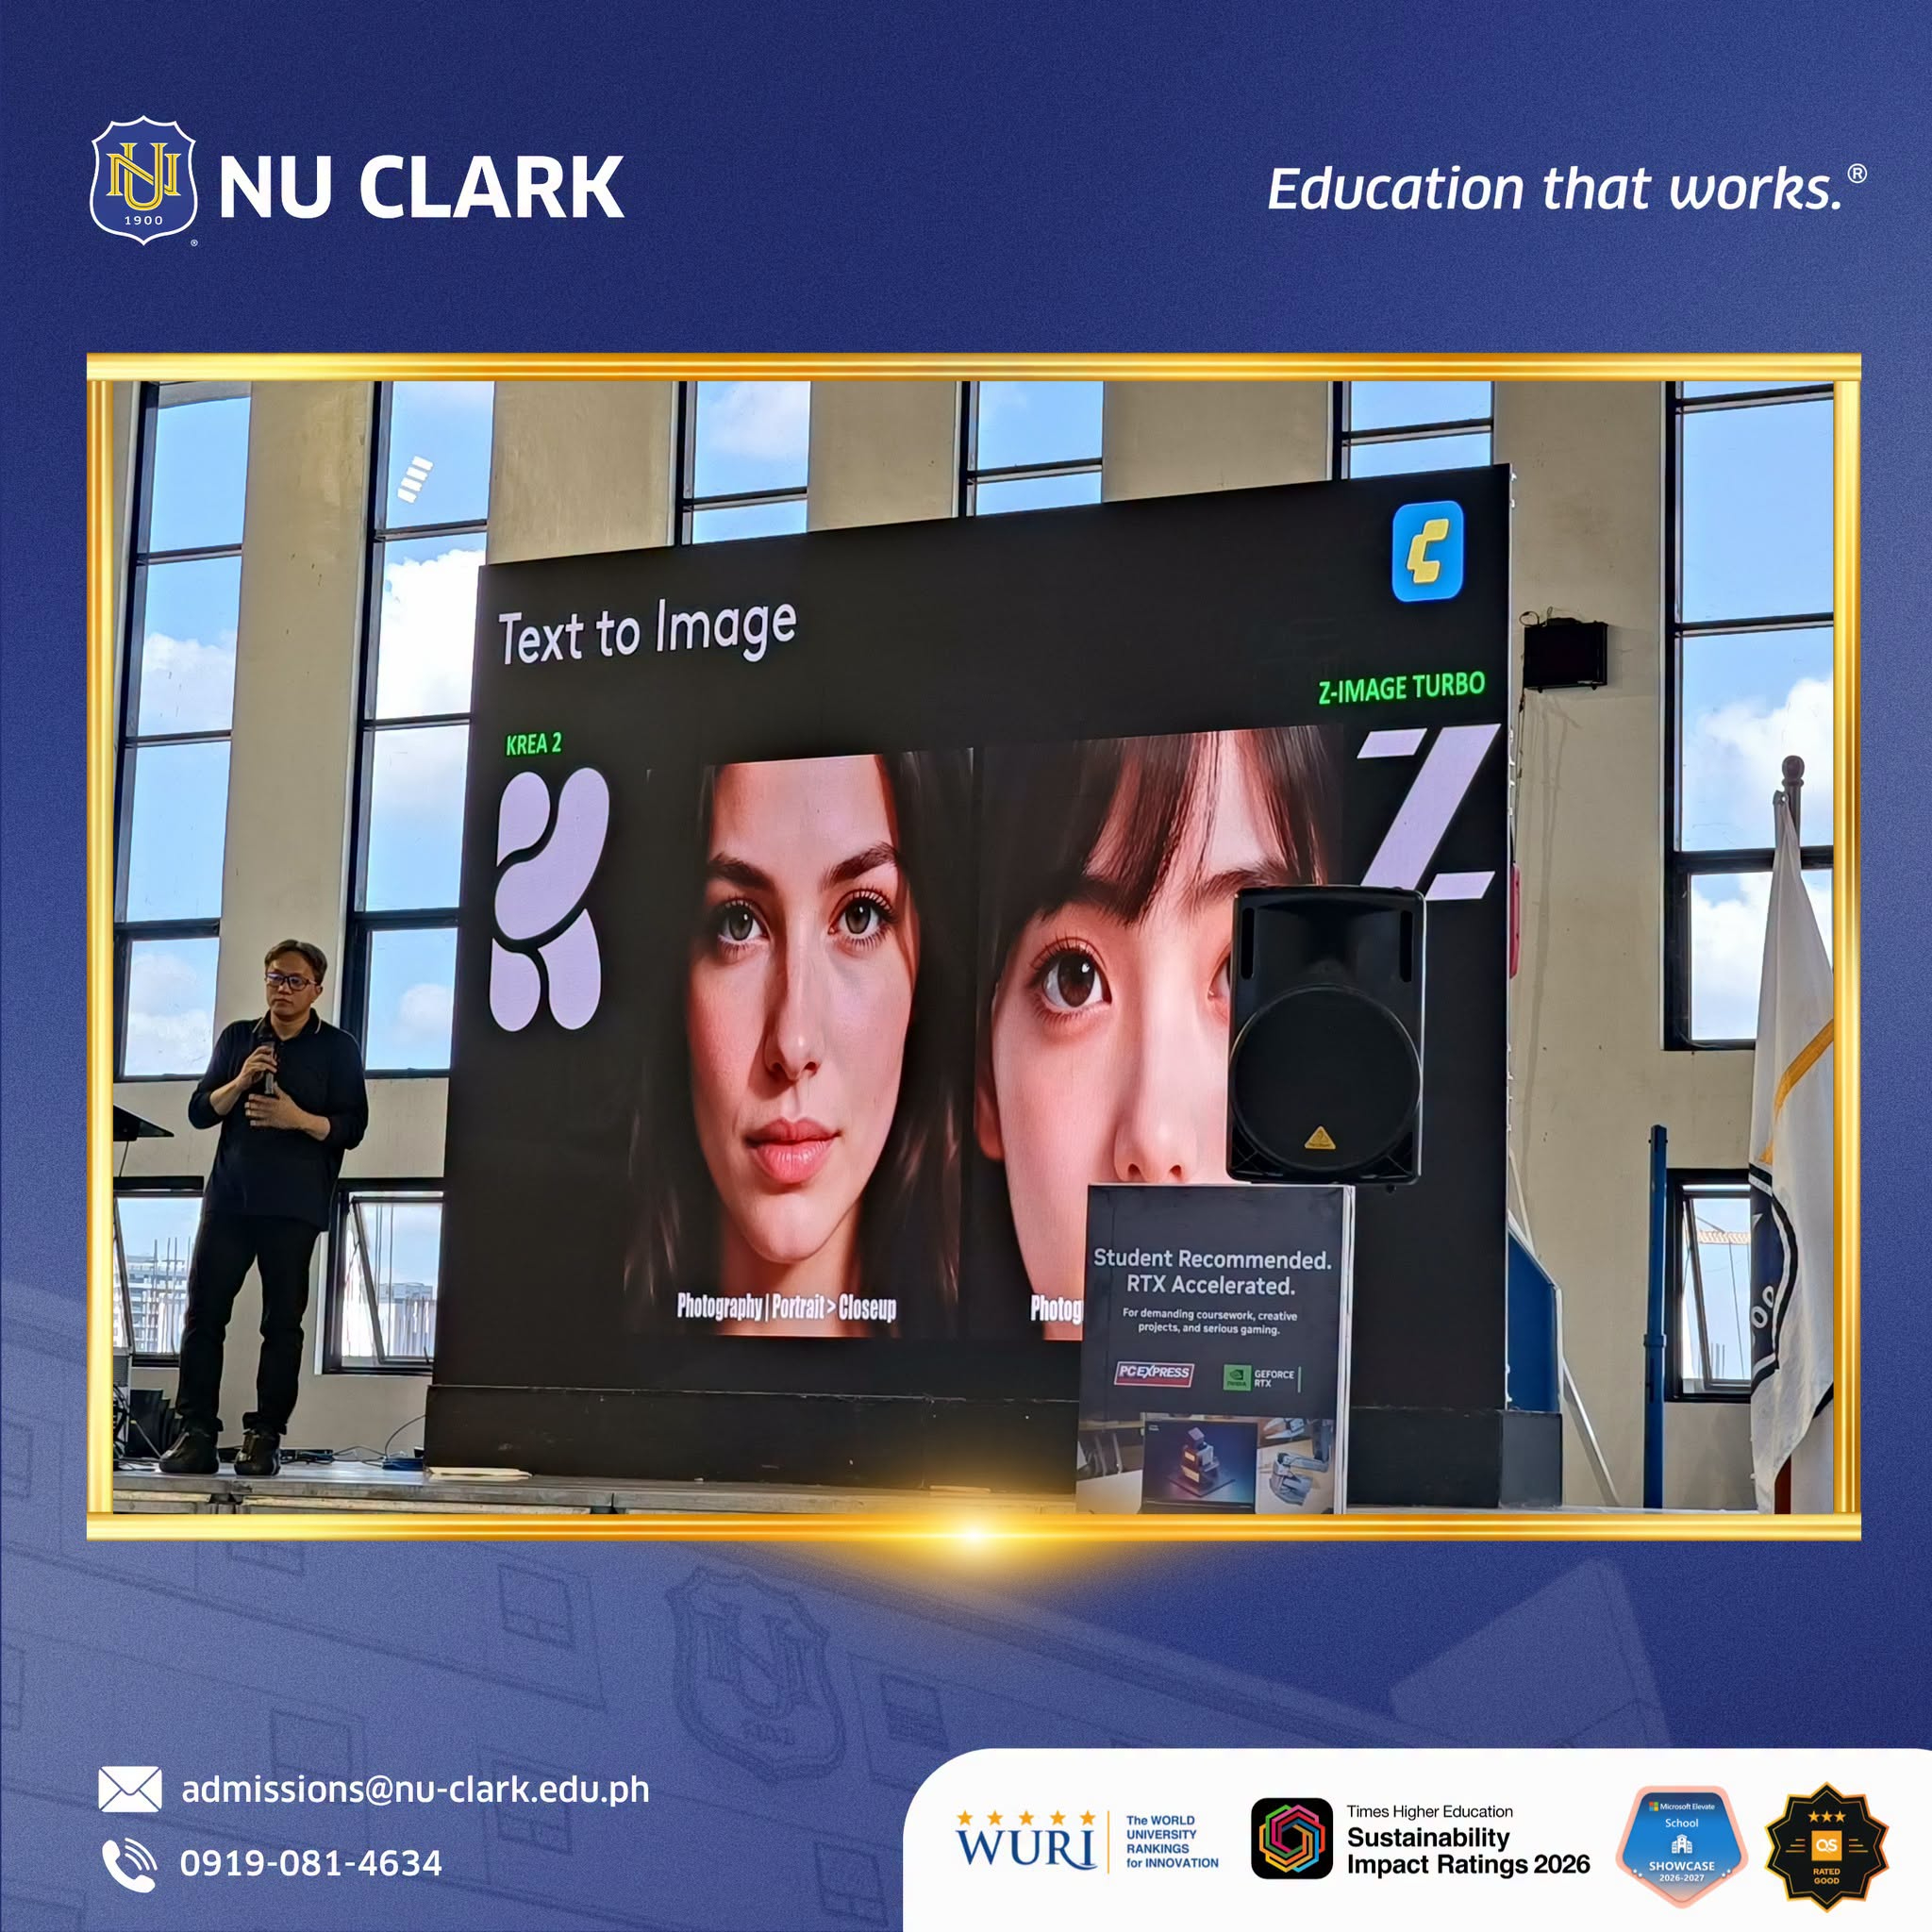 NU
1900
®
NU CLARK
Education that works.®
Text to Image
KREA 2
Z-IMAGE TURBO
Photography | Portrait > Closeup
Photog
Student Recommended.
RTX Accelerated.
For demanding coursework, creative
projects, and serious gaming.
PC EXPRESS
NVIDIA
GEFORCE
RTX
admissions@nu-clark.edu.ph
0919-081-4634
WURI
The WORLD
UNIVERSITY
RANKINGS
for INNOVATION
Times Higher Education
Sustainability
Impact Ratings 2026
Microsoft Elevate
School
SHOWCASE
2026-2027
QS
RATED
GOOD